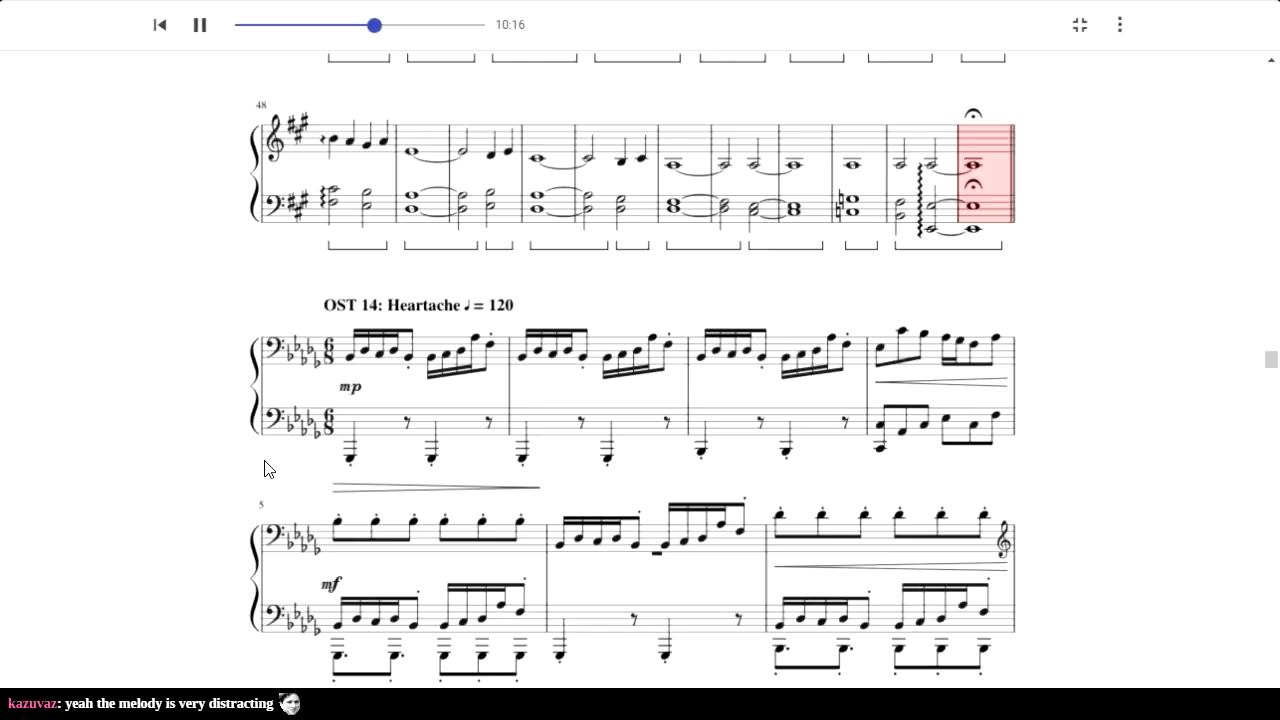 10:16
48
OST 14: Heartache ♩ = 120
mp
5
mf
kazuvaz: yeah the melody is very distracting